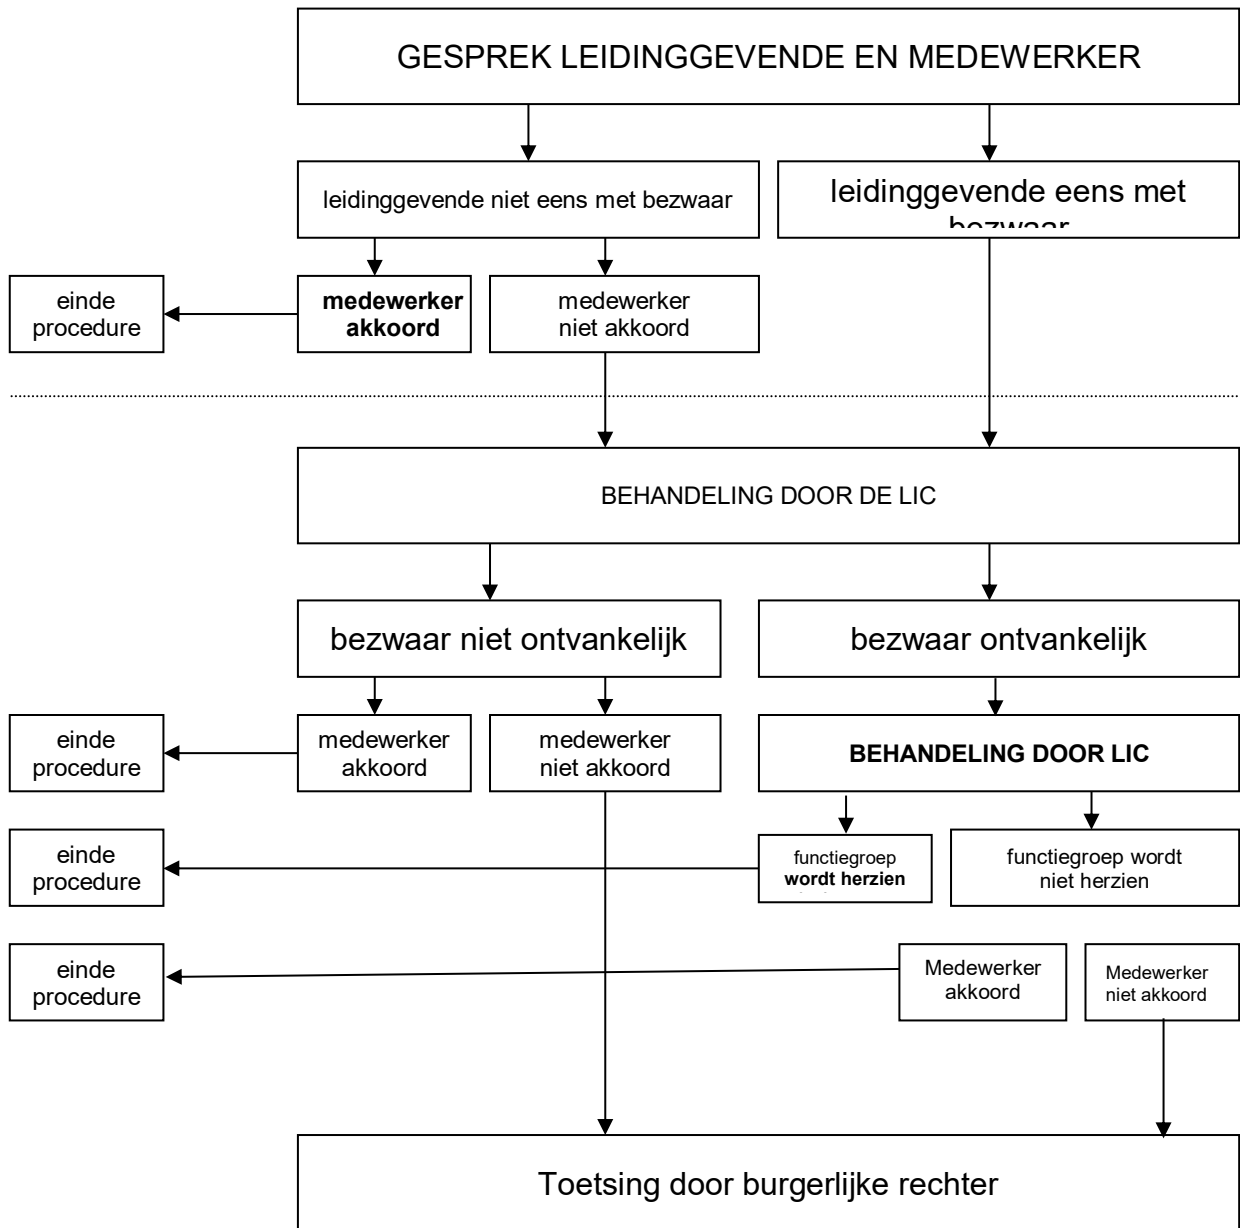 GESPREK LEIDINGGEVENDE EN MEDEWERKER
leidinggevende niet eens met bezwaar
leidinggevende eens met
bezwaar
einde
procedure
medewerker
akkoord
medewerker
niet akkoord
BEHANDELING DOOR DE LIC
bezwaar niet ontvankelijk
bezwaar ontvankelijk
einde
procedure
medewerker
akkoord
medewerker
niet akkoord
BEHANDELING DOOR LIC
einde
procedure
functiegroep
wordt herzien
functiegroep wordt
niet herzien
einde
procedure
Medewerker
akkoord
Medewerker
niet akkoord
Toetsing door burgerlijke rechter